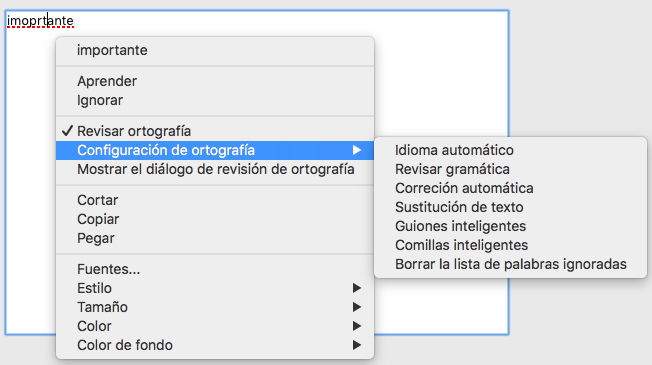 imoprtante
importante
Aprender
Ignorar
Revisar ortografía
Configuración de ortografía
Mostrar el diálogo de revisión de ortografía
Cortar
Copiar
Pegar
Fuentes...
Estilo
Tamaño
Color
Color de fondo
Idioma automático
Revisar gramática
Correción automática
Sustitución de texto
Guiones inteligentes
Comillas inteligentes
Borrar la lista de palabras ignoradas